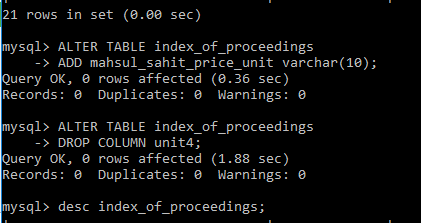 21 rows in set (0.00 sec)
mysql> ALTER TABLE index_of_proceedings
    -> ADD mahsul_sahit_price_unit varchar(10);
Query OK, 0 rows affected (0.36 sec)
Records: 0  Duplicates: 0  Warnings: 0
mysql> ALTER TABLE index_of_proceedings
    -> DROP COLUMN unit4;
Query OK, 0 rows affected (1.88 sec)
Records: 0  Duplicates: 0  Warnings: 0
mysql> desc index_of_proceedings;